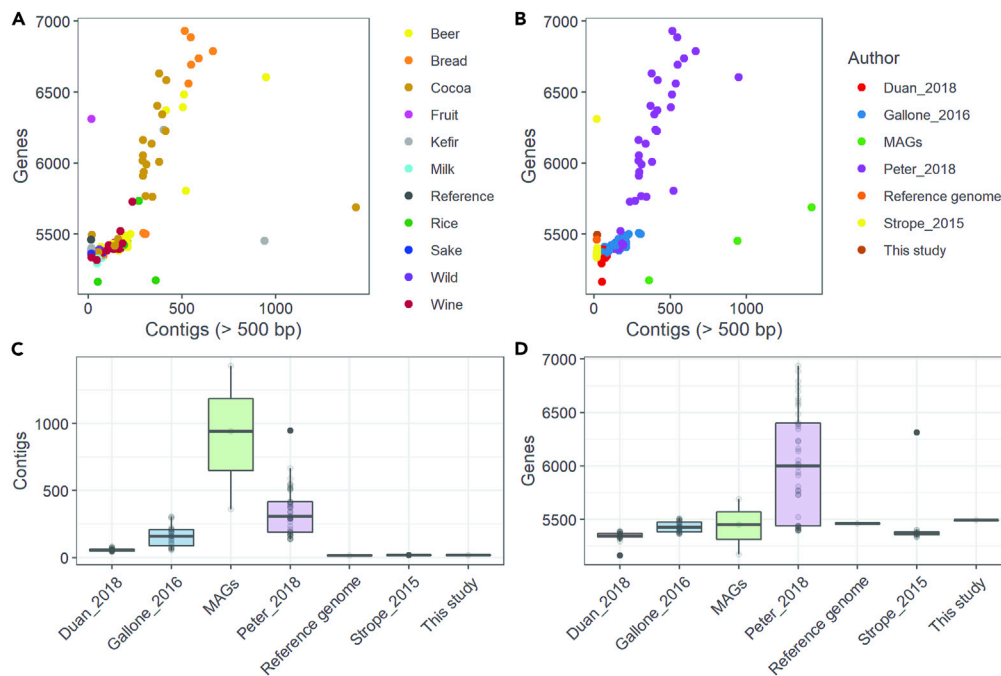 A
7000
6500
6000
5500
Genes
0
500
1000
Contigs (> 500 bp)
Beer
Bread
Cocoa
Fruit
Kefir
Milk
Reference
Rice
Sake
Wild
Wine
B
7000
6500
6000
5500
Genes
0
500
1000
Contigs (> 500 bp)
Author
Duan_2018
Gallone_2016
MAGs
Peter_2018
Reference genome
Strope_2015
This study
C
1000
500
0
Contigs
Duan_2018
Gallone_2016
MAGs
Peter_2018
Reference genome
Strope_2015
This study
D
7000
6500
6000
5500
Genes
Duan_2018
Gallone_2016
MAGs
Peter_2018
Reference genome
Strope_2015
This study